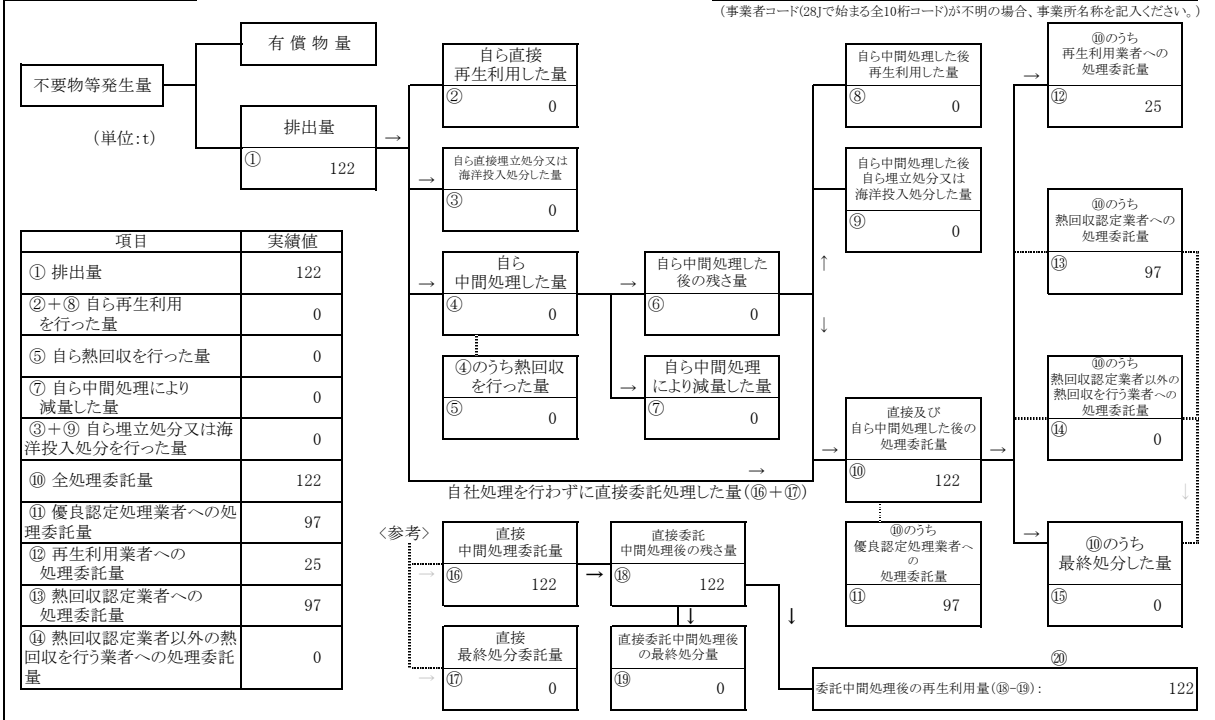 (事業者コード(28Jで始まる全10桁コード)が不明の場合、事業所名称を記入ください。)
不要物等発生量
(単位:t)
有 償 物 量
排出量
①
122
→
自ら直接
再生利用した量
②
0
→
自ら直接埋立処分又は
海洋投入処分した量
③
0
→
自ら
中間処理した量
④
0
④のうち熱回収
を行った量
⑤
0
→
自ら中間処理した
後の残さ量
⑥
0
→
自ら中間処理
により減量した量
⑦
0
自ら中間処理した後
再生利用した量
⑧
0
自ら中間処理した後
自ら埋立処分又は
海洋投入処分した量
⑨
0
↑
↓
→
自社処理を行わずに直接委託処理した量(⑯+⑰)
→
直接及び
自ら中間処理した後の
処理委託量
⑩
122
→
⑩のうち
優良認定処理業者へ
の
処理委託量
⑪
97
→
⑩のうち
再生利用業者への
処理委託量
⑫
25
⑩のうち
熱回収認定業者への
処理委託量
⑬
97
⑩のうち
熱回収認定業者以外の
熱回収を行う業者への
処理委託量
⑭
0
↓
→
⑩のうち
最終処分した量
⑮
0
項目 実績値
① 排出量 122
②+⑧ 自ら再生利用
を行った量 0
⑤ 自ら熱回収を行った量 0
⑦ 自ら中間処理により
減量した量 0
③+⑨ 自ら埋立処分又は海
洋投入処分を行った量 0
⑩ 全処理委託量 122
⑪ 優良認定処理業者への処
理委託量 97
⑫ 再生利用業者への
処理委託量 25
⑬ 熱回収認定業者への
処理委託量 97
⑭ 熱回収認定業者以外の熱
回収を行う業者への処理委託
量 0
<参考>
→
直接
中間処理委託量
⑯
122
→
直接委託
中間処理後の残さ量
⑱
122
→
直接
最終処分委託量
⑰
0
↓
直接委託中間処理後
の最終処分量
⑲
0
↓
⑳
委託中間処理後の再生利用量(⑱-⑲): 122